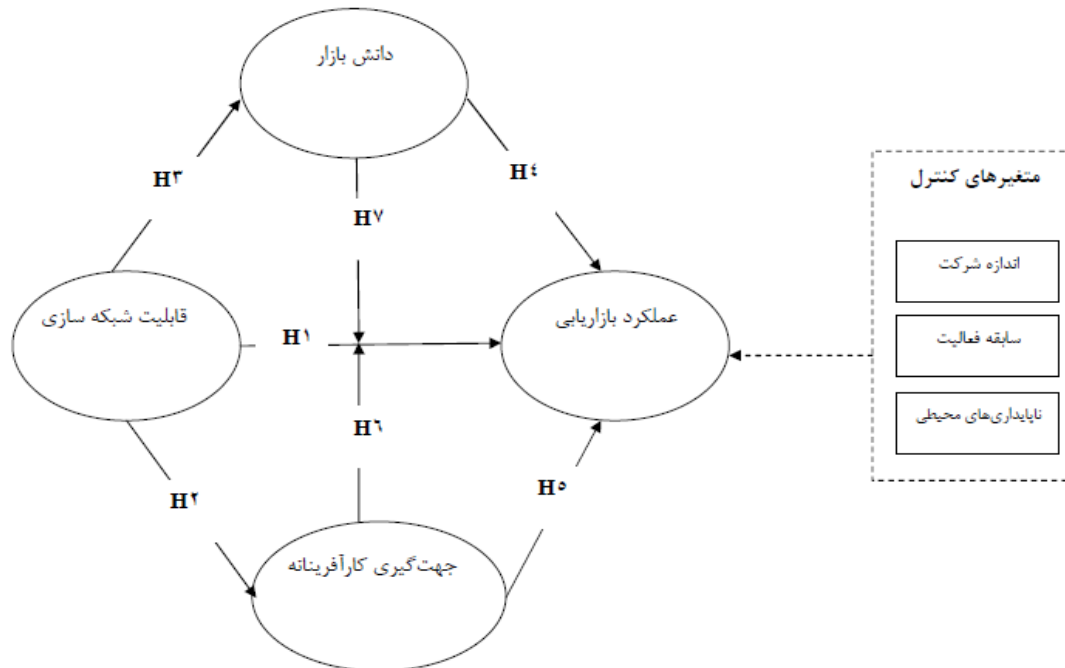 دانش بازار
H۳
H۴
متغیرهای کنترل
H۷
اندازه شرکت
قابلیت شبکه سازی
H۱
عملکرد بازاریابی
سابقه فعالیت
ناپایداری‌های محیطی
H۶
H۲
H۵
جهت‌گیری کارآفرینانه